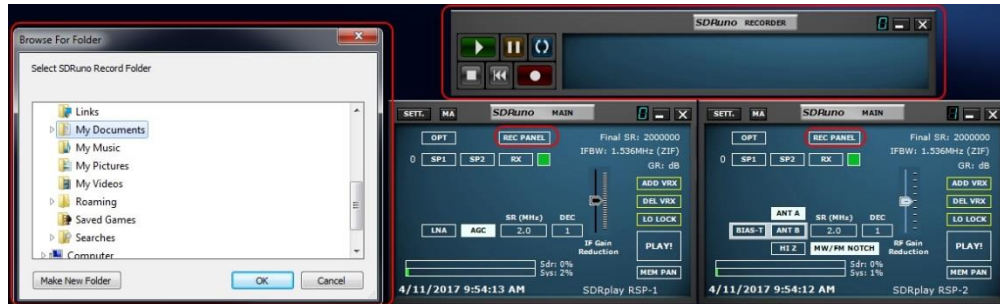 Browse For Folder
Select SDRuno Record Folder
Links
My Documents
My Music
My Pictures
My Videos
Roaming
Saved Games
Searches
Computer
Make New Folder OK Cancel
SDRuno RECORDER 0
SETT. MA SDRuno MAIN 0
OPT REC PANEL Final SR: 2000000
IFBW: 1.536MHz (ZIF)
0 SP1 SP2 RX GR: dB
ADD VRX
DEL VRX
SR (MHz) DEC LO LOCK
LNA AGC 2.0 1
IF Gain
Reduction PLAY!
Sdr: 0%
Sys: 2% MEM PAN
4/11/2017 9:54:13 AM SDRplay RSP-1
SETT. MA SDRuno MAIN 1
OPT REC PANEL Final SR: 2000000
IFBW: 1.536MHz (ZIF)
0 SP1 SP2 RX GR: dB
ADD VRX
DEL VRX
ANT A SR (MHz) DEC LO LOCK
BIAS-T ANT B 2.0 1
HI Z MW/FM NOTCH RF Gain
Reduction PLAY!
Sdr: 0%
Sys: 1% MEM PAN
4/11/2017 9:54:12 AM SDRplay RSP-2